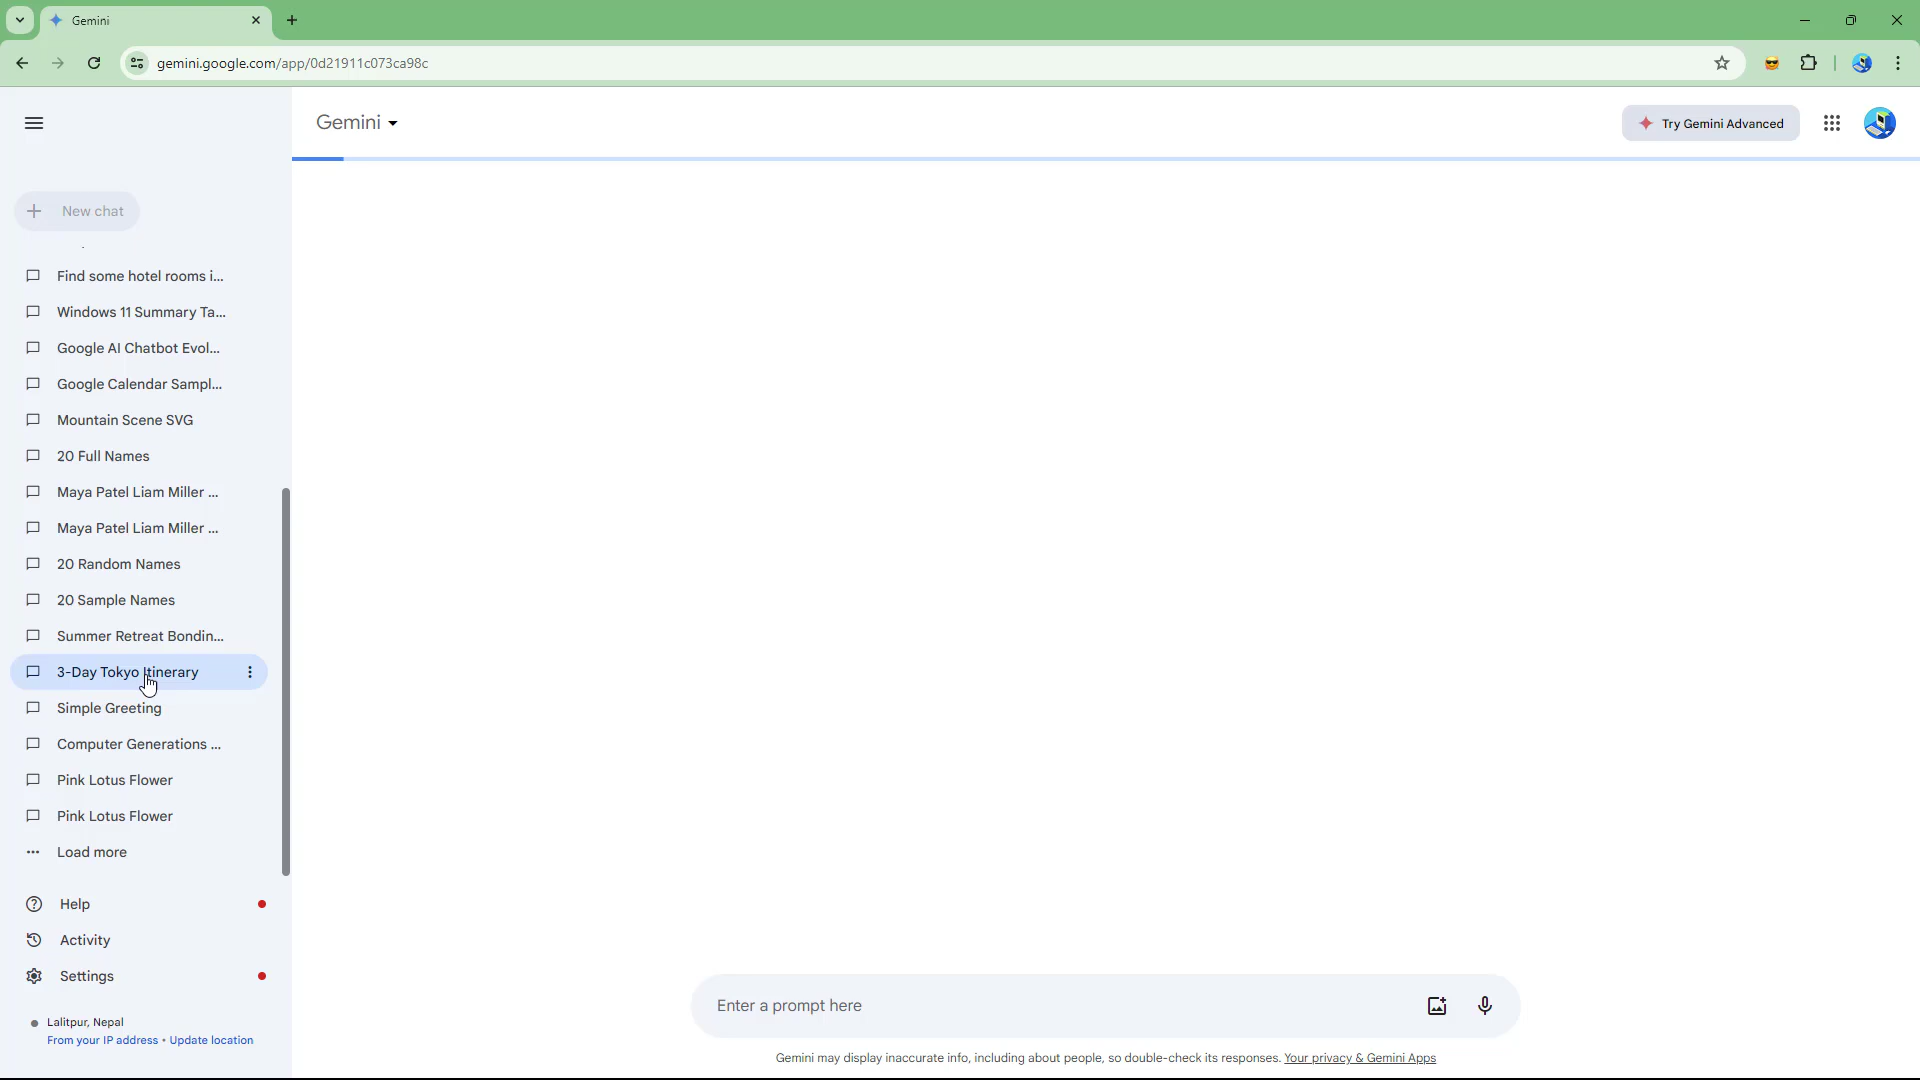 Gemini
gemini.google.com/app/0d21911c073ca98c
Gemini
Try Gemini Advanced
New chat
Find some hotel rooms i...
Windows 11 Summary Ta...
Google AI Chatbot Evol...
Google Calendar Sampl...
Mountain Scene SVG
20 Full Names
Maya Patel Liam Miller ...
Maya Patel Liam Miller ...
20 Random Names
20 Sample Names
Summer Retreat Bondin...
3-Day Tokyo Itinerary
Simple Greeting
Computer Generations ...
Pink Lotus Flower
Pink Lotus Flower
Load more
Help
Activity
Settings
Lalitpur, Nepal
From your IP address • Update location
Enter a prompt here
Gemini may display inaccurate info, including about people, so double-check its responses. Your privacy & Gemini Apps